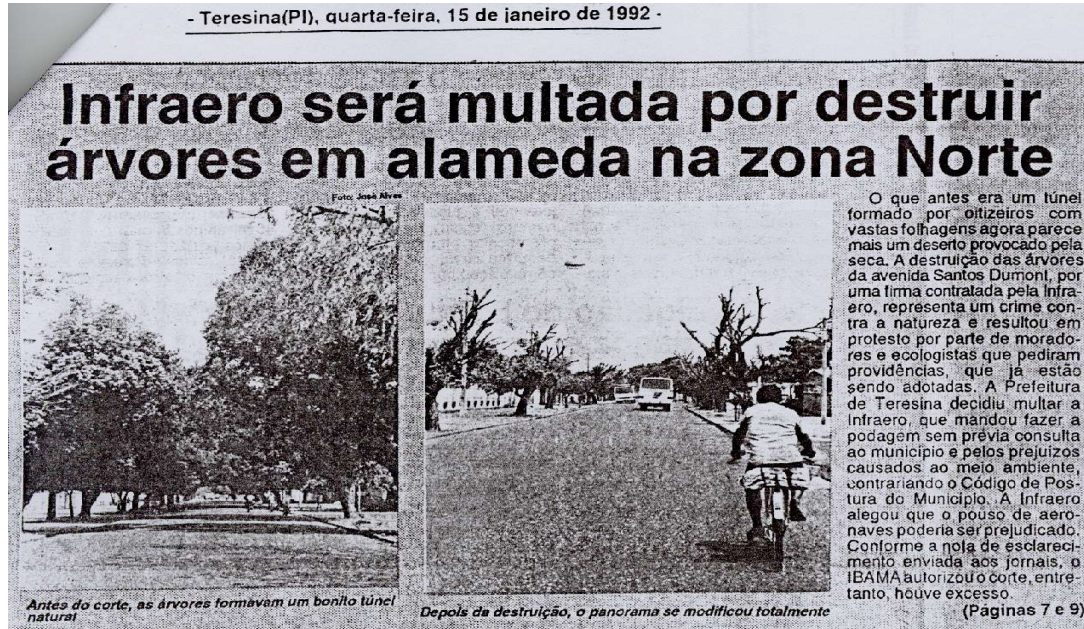 - Teresina(PI), quarta-feira, 15 de janeiro de 1992 -
Infraero será multada por destruir
árvores em alameda na zona Norte
Foto: José Alves
Antes do corte, as árvores formavam um bonito túnel
natural
Depois da destruição, o panorama se modificou totalmente
O que antes era um túnel
formado por oitizeiros com
vastas folhagens agora parece
mais um deserto provocado pela
seca. A destruição das árvores
da avenida Santos Dumont, por
uma firma contratada pela Infra-
ero, representa um crime con-
tra a natureza e resultou em
protesto por parte de morado-
res e ecologistas que pediram
providências, que já estão
sendo adotadas. A Prefeitura
de Teresina decidiu multar a
Infraero, que mandou fazer a
podagem sem prévia consulta
ao município e pelos prejuízos
causados ao meio ambiente,
contrariando o Código de Pos-
tura do Município. A Infraero
alegou que o pouso de aero-
naves poderia ser prejudicado.
Conforme a nota de esclareci-
mento enviada aos jornais, o
IBAMA autorizou o corte, entre-
tanto, houve excesso.
(Páginas 7 e 9)